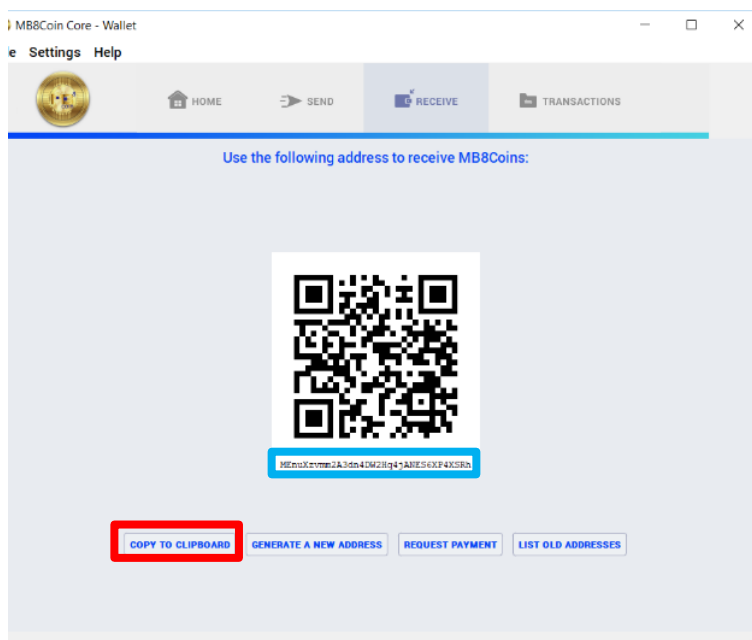 MB8Coin Core - Wallet
Settings Help
HOME SEND RECEIVE TRANSACTIONS
Use the following address to receive MB8Coins:
MEnuXzvmm2A3dn4DW2Hq4jANES6XP4XSRh
COPY TO CLIPBOARD GENERATE A NEW ADDRESS REQUEST PAYMENT LIST OLD ADDRESSES